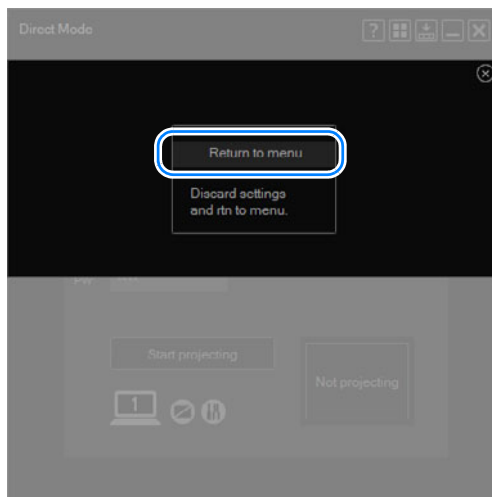 Direct Mode
?
Return to menu
Discard settings
and rtn to menu.
PW
Start projecting
Not projecting
1